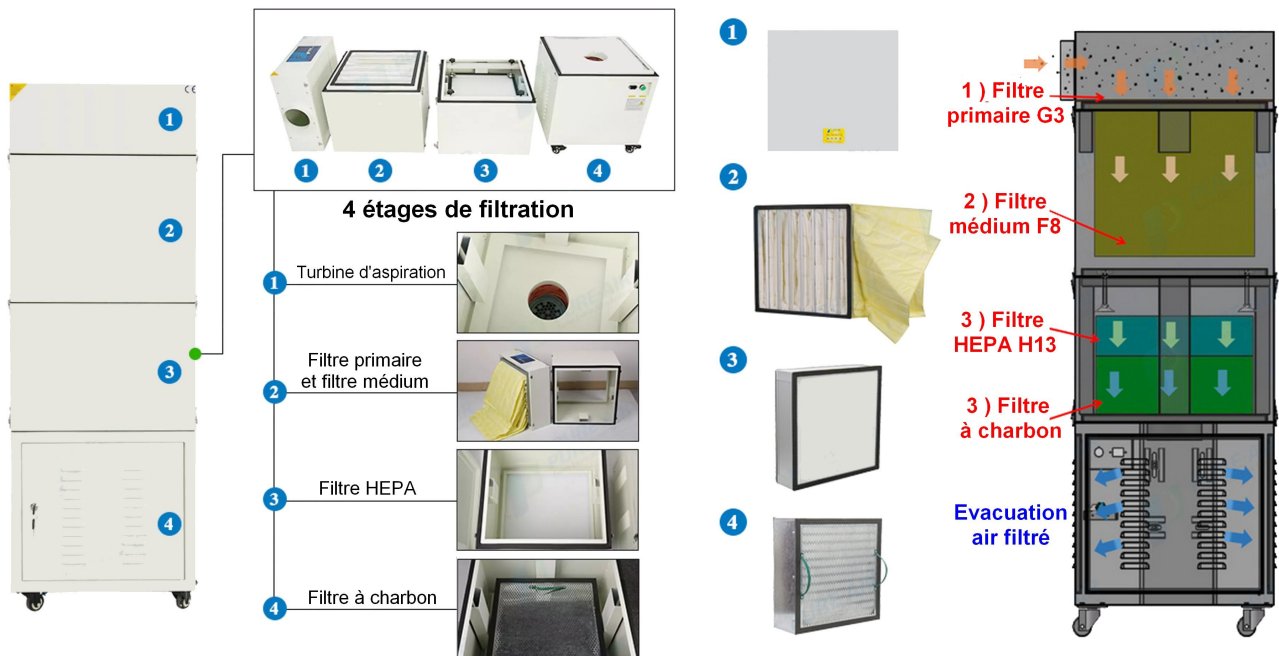 CE
1
2
3
4
1
2
3
4
4 étages de filtration
1
Turbine d'aspiration
2
Filtre primaire
et filtre médium
3
Filtre HEPA
4
Filtre à charbon
1
2
3
4
1 ) Filtre
primaire G3
2 ) Filtre
médium F8
3 ) Filtre
HEPA H13
3 ) Filtre
à charbon
Evacuation
air filtré